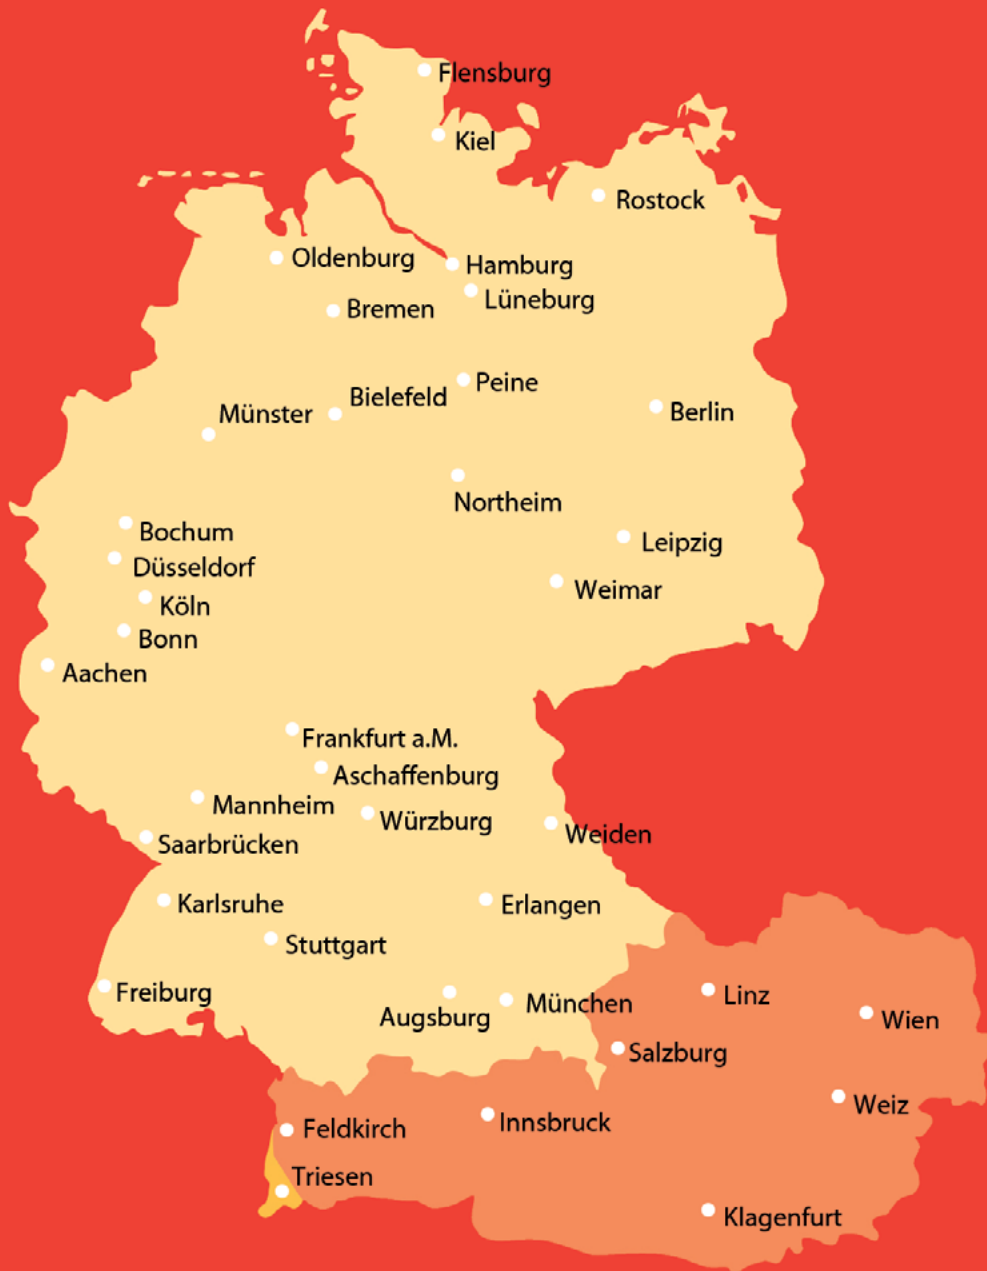 Flensburg
Kiel
Rostock
Oldenburg
Hamburg
Lüneburg
Bremen
Peine
Bielefeld
Münster
Berlin
Northeim
Bochum
Leipzig
Düsseldorf
Weimar
Köln
Bonn
Aachen
Frankfurt a.M.
Aschaffenburg
Mannheim
Würzburg
Weiden
Saarbrücken
Karlsruhe
Erlangen
Stuttgart
Freiburg
Linz
München
Augsburg
Wien
Salzburg
Weiz
Innsbruck
Feldkirch
Triesen
Klagenfurt